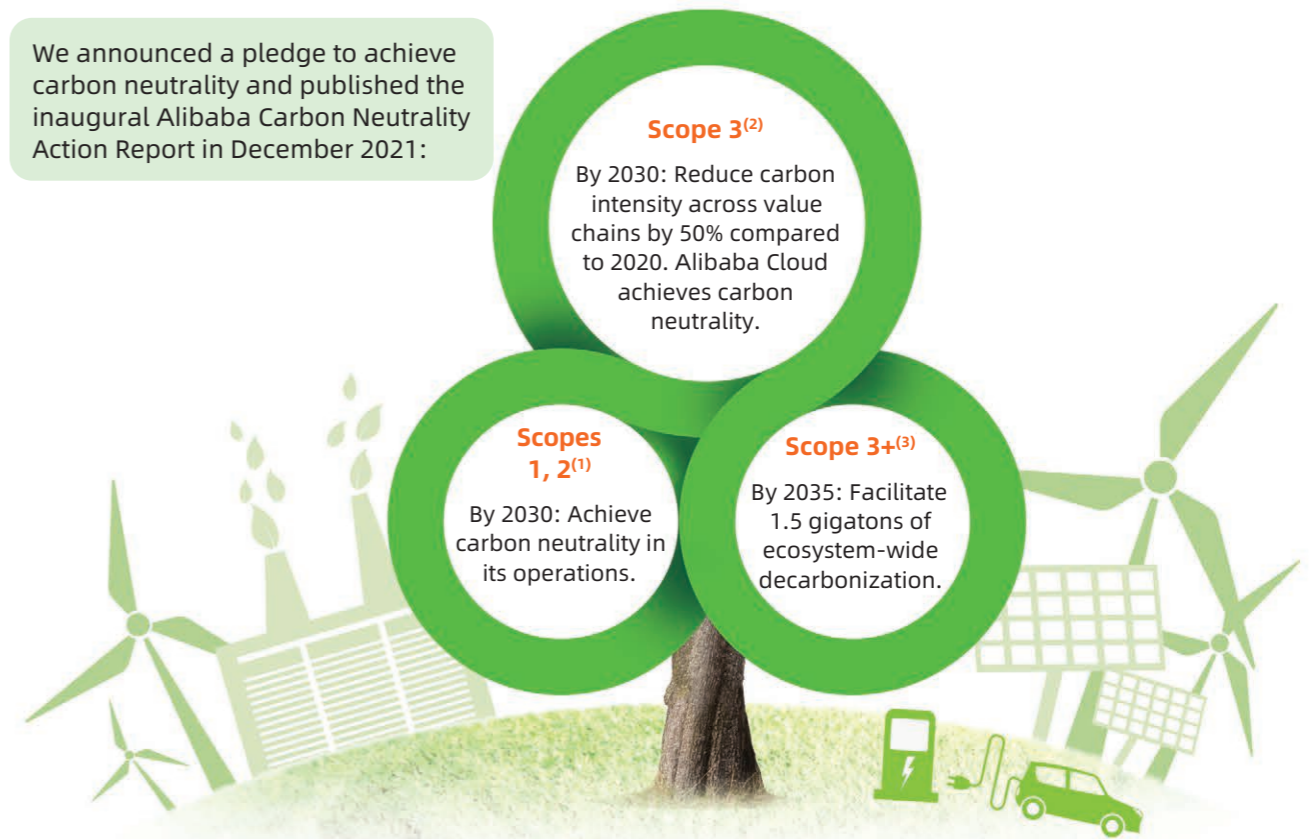 We announced a pledge to achieve
carbon neutrality and published the
inaugural Alibaba Carbon Neutrality
Action Report in December 2021:
Scope 3(2)
By 2030: Reduce carbon
intensity across value
chains by 50% compared
to 2020. Alibaba Cloud
achieves carbon
neutrality.
Scopes
1, 2(1)
By 2030: Achieve
carbon neutrality in
its operations.
Scope 3+(3)
By 2035: Facilitate
1.5 gigatons of
ecosystem-wide
decarbonization.